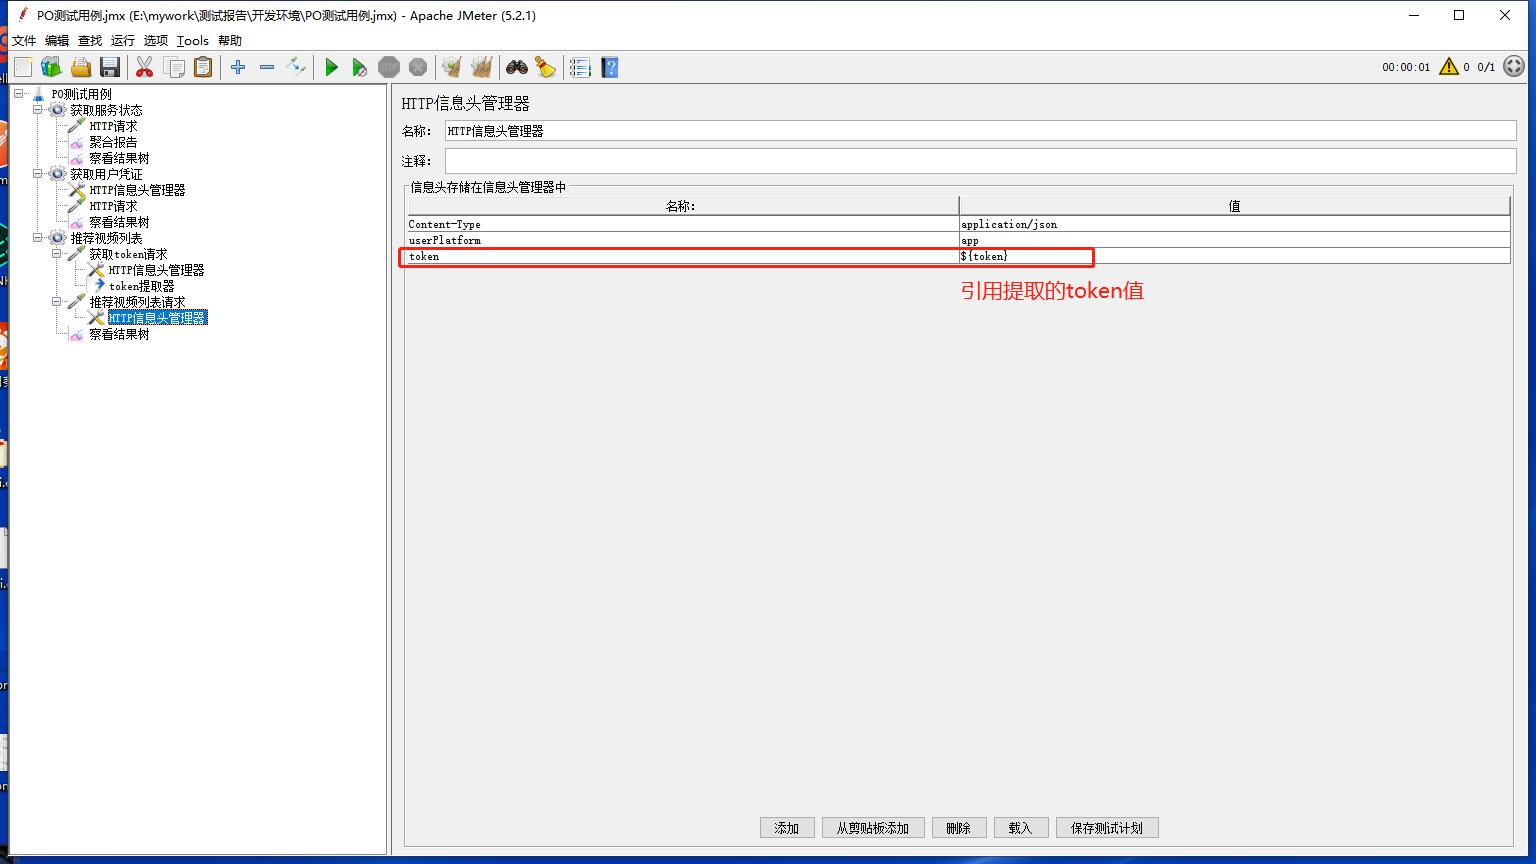 PO测试用例.jmx (E:\mywork\测试报告\开发环境\PO测试用例.jmx) - Apache JMeter (5.2.1)
文件 编辑 查找 运行 选项 Tools 帮助
00:00:01 0 0/1
PO测试用例
获取服务状态
HTTP请求
聚合报告
察看结果树
获取用户凭证
HTTP信息头管理器
HTTP请求
察看结果树
推荐视频列表
获取token请求
HTTP信息头管理器
token提取器
推荐视频列表请求
HTTP信息头管理器
察看结果树
HTTP信息头管理器
名称: HTTP信息头管理器
注释:
信息头存储在信息头管理器中
名称: 值
Content-Type application/json
userPlatform app
token ${token}
引用提取的token值
添加 从剪贴板添加 删除 载入 保存测试计划